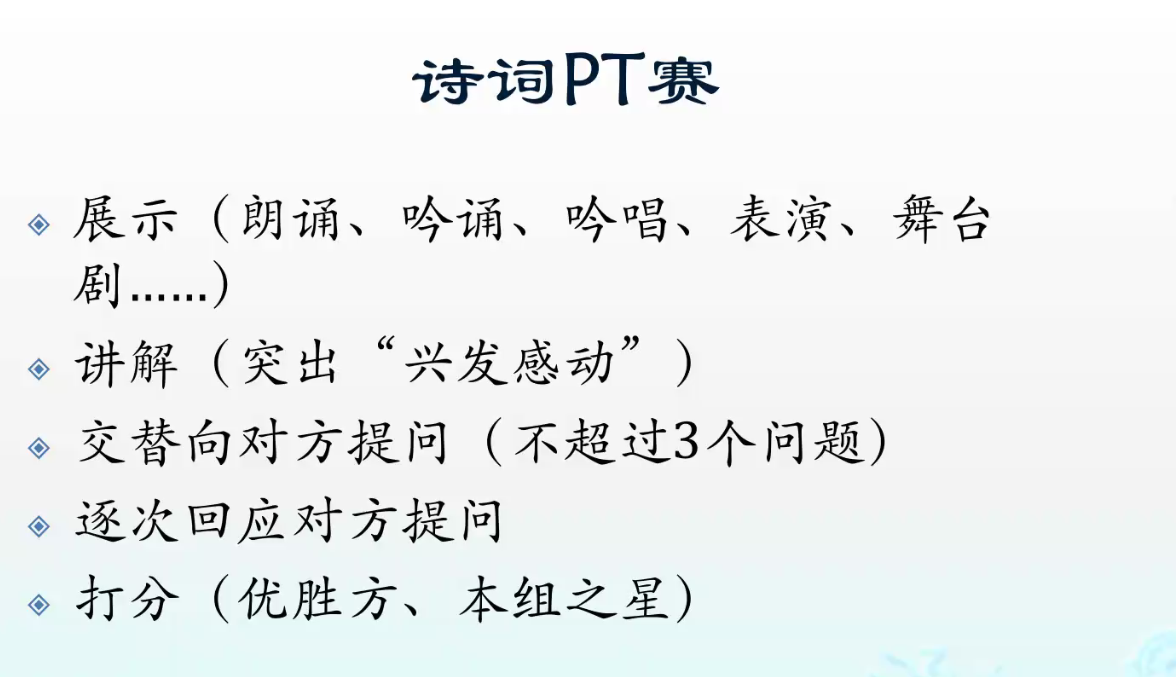 诗词PT赛
展示（朗诵、吟诵、吟唱、表演、舞台
剧……）
讲解（突出“兴发感动”）
交替向对方提问（不超过3个问题）
逐次回应对方提问
打分（优胜方、本组之星）